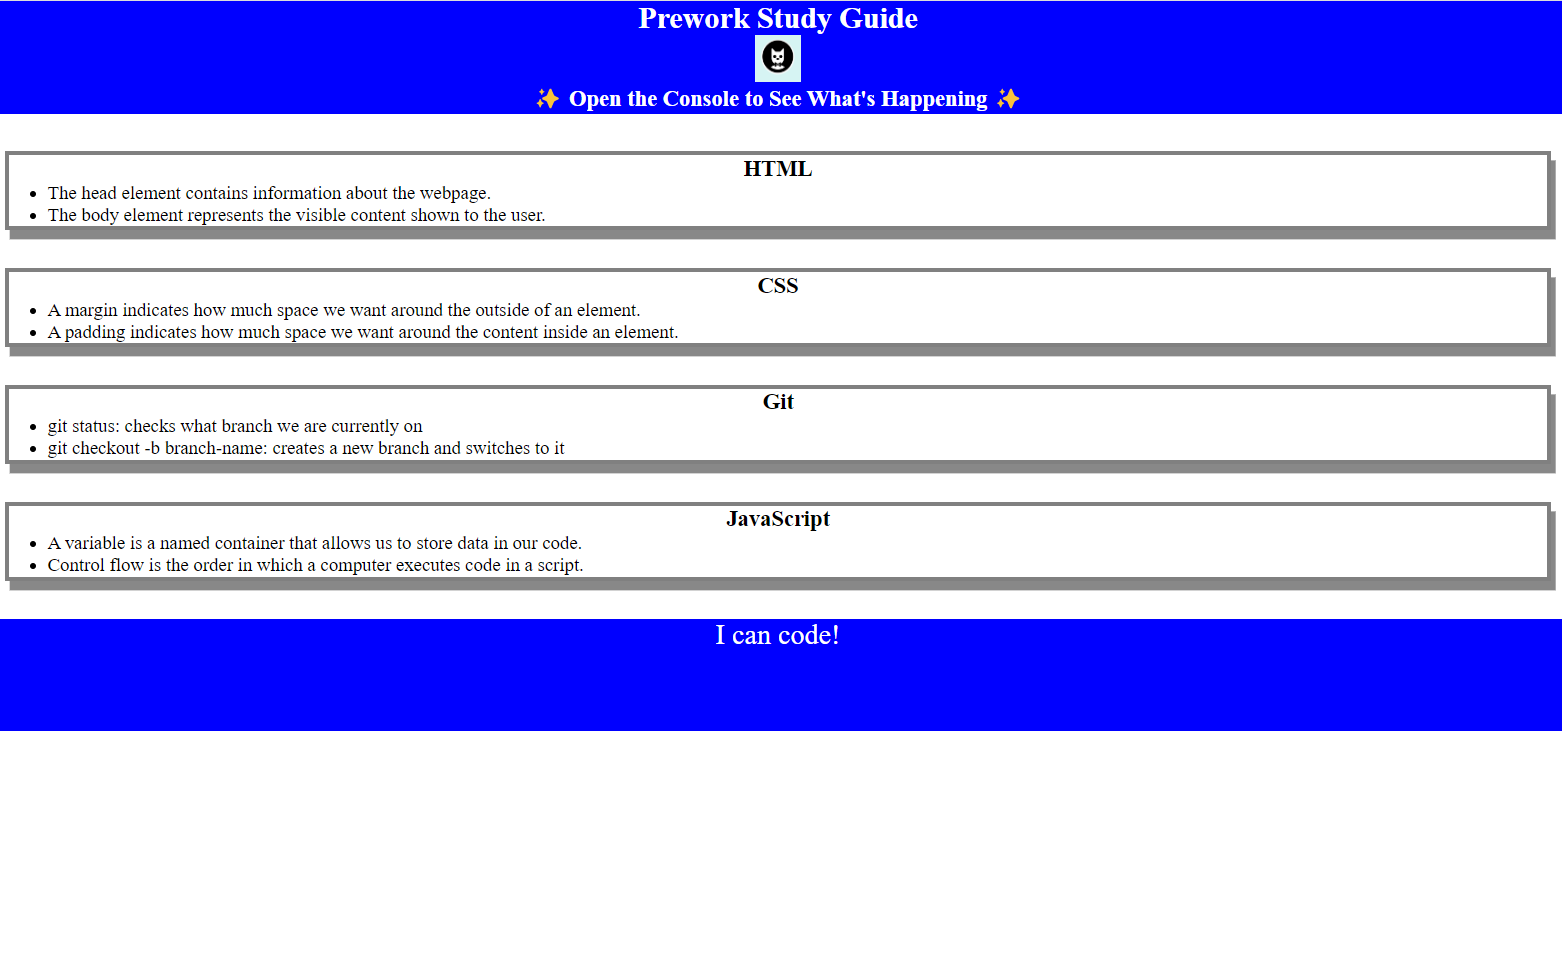 Prework Study Guide
✨ Open the Console to See What's Happening ✨
HTML
• The head element contains information about the webpage.
• The body element represents the visible content shown to the user.
CSS
• A margin indicates how much space we want around the outside of an element.
• A padding indicates how much space we want around the content inside an element.
Git
• git status: checks what branch we are currently on
• git checkout -b branch-name: creates a new branch and switches to it
JavaScript
• A variable is a named container that allows us to store data in our code.
• Control flow is the order in which a computer executes code in a script.
I can code!